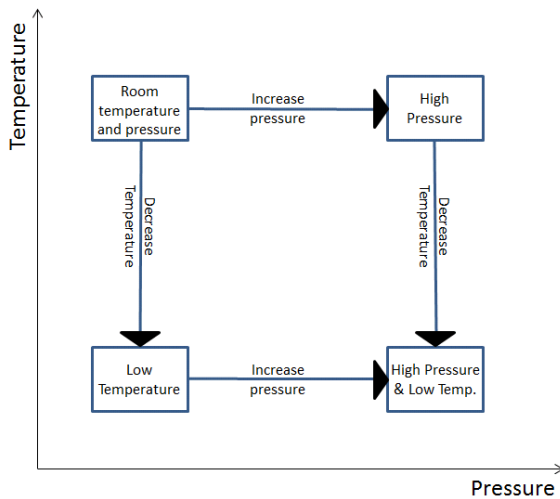 Temperature
Room
temperature
and pressure
Increase
pressure
High
Pressure
Decrease
Temperature
Decrease
Temperature
Low
Temperature
Increase
pressure
High Pressure
& Low Temp.
Pressure